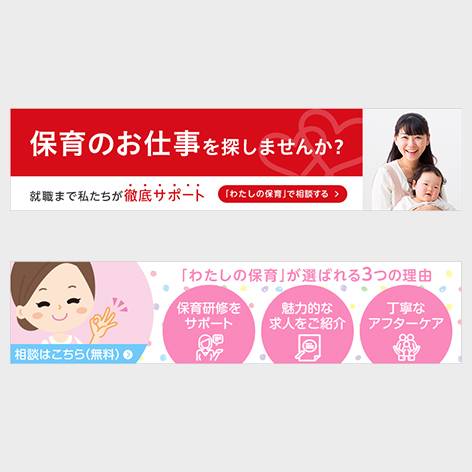 保育のお仕事を探しませんか?
就職まで私たちが徹底サポート
「わたしの保育」で相談する
「わたしの保育」が選ばれる3つの理由
保育研修を
サポート
魅力的な
求人をご紹介
丁寧な
アフターケア
相談はこちら(無料)